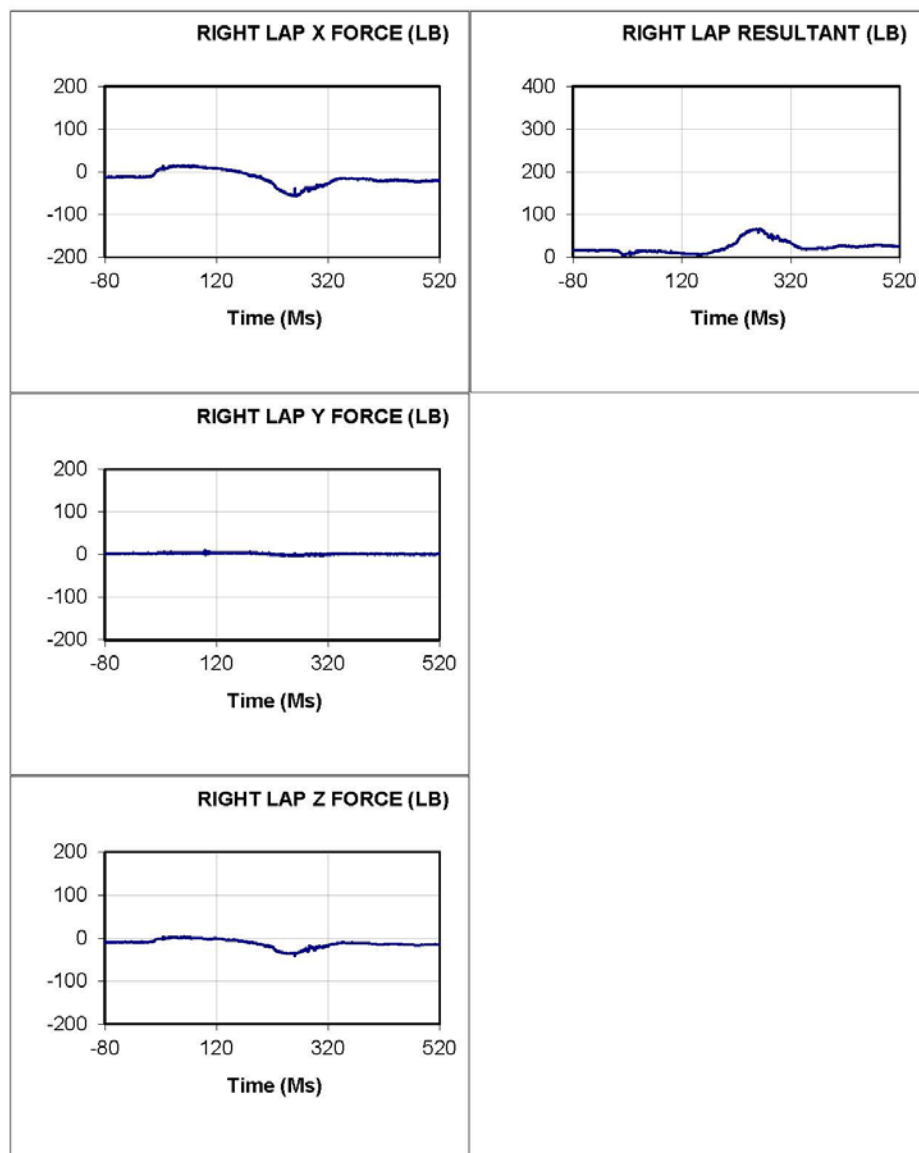 RIGHT LAP X FORCE (LB)
200
100
0
-100
-200
-80 120 320 520
Time (Ms)
RIGHT LAP RESULTANT (LB)
400
300
200
100
0
-80 120 320 520
Time (Ms)
RIGHT LAP Y FORCE (LB)
200
100
0
-100
-200
-80 120 320 520
Time (Ms)
RIGHT LAP Z FORCE (LB)
200
100
0
-100
-200
-80 120 320 520
Time (Ms)